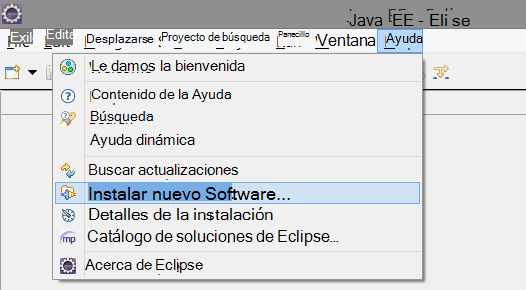 Java EE - Eli se
Desplazarse Proyecto de búsqueda Panecillo Ventana Ayuda
Le damos la bienvenida
Contenido de la Ayuda
Búsqueda
Ayuda dinámica
Buscar actualizaciones
Instalar nuevo Software...
Detalles de la instalación
Catálogo de soluciones de Eclipse...
Acerca de Eclipse